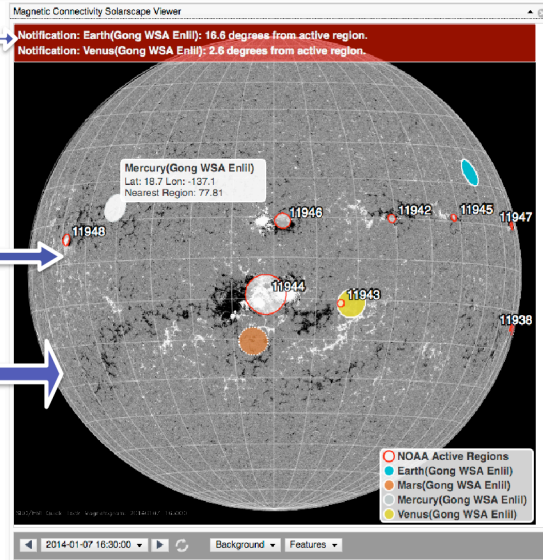 Magnetic Connectivity Solarscape Viewer
Notification: Earth(Gong WSA Enlil): 16.6 degrees from active region.
Notification: Venus(Gong WSA Enlil): 2.6 degrees from active region.
Mercury(Gong WSA Enlil)
Lat: 18.7 Lon: -137.1
Nearest Region: 77.81
11946
11942
11945
11947
11948
11944
11943
11938
NOAA Active Regions
Earth(Gong WSA Enlil)
Mars(Gong WSA Enlil)
Mercury(Gong WSA Enlil)
Venus(Gong WSA Enlil)
2014-01-07 16:30:00
Background
Features